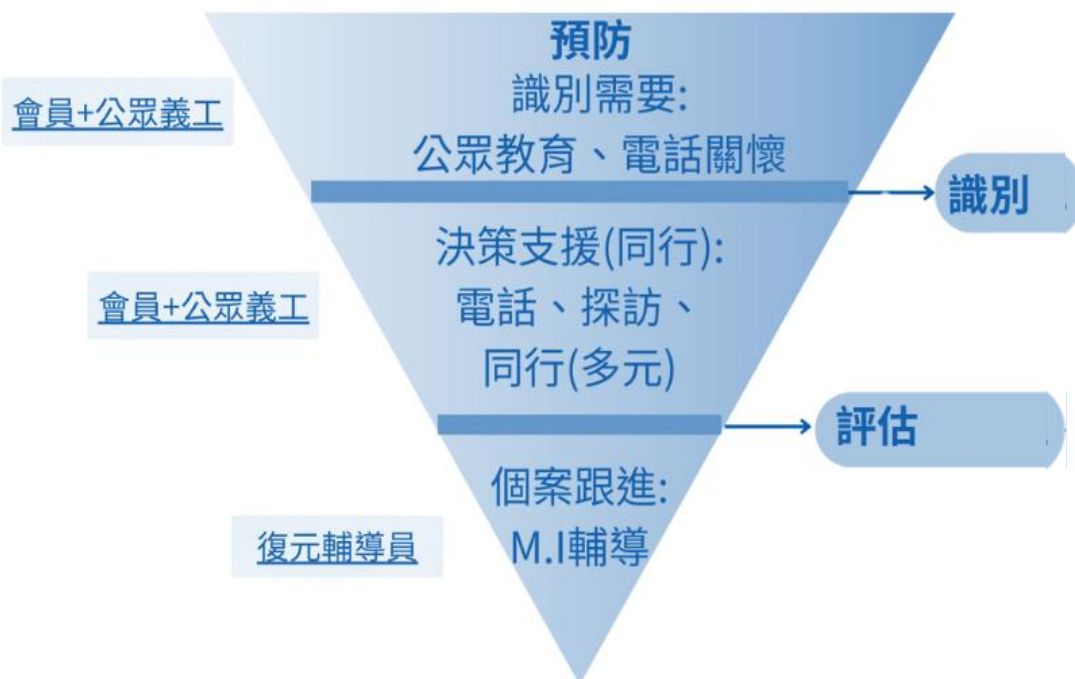 預防
識別需要:
會員+公眾義工
公眾教育、電話關懷
識別
決策支援(同行):
會員+公眾義工
電話、探訪、
同行(多元)
評估
個案跟進:
復元輔導員
M.I輔導